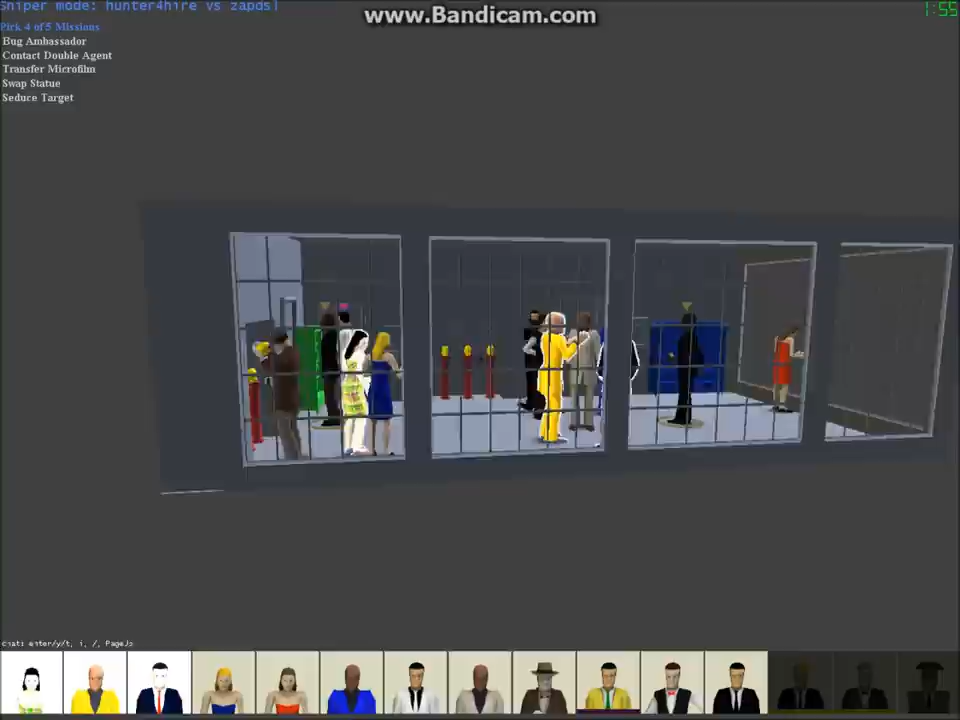 Sniper mode: hunter4hire vs zapdsl
www.Bandicam.com
1:55
Pick 4 of 5 Missions
Bug Ambassador
Contact Double Agent
Transfer Microfilm
Swap Statue
Seduce Target
chat: enter/y/t, i, /, PageUp